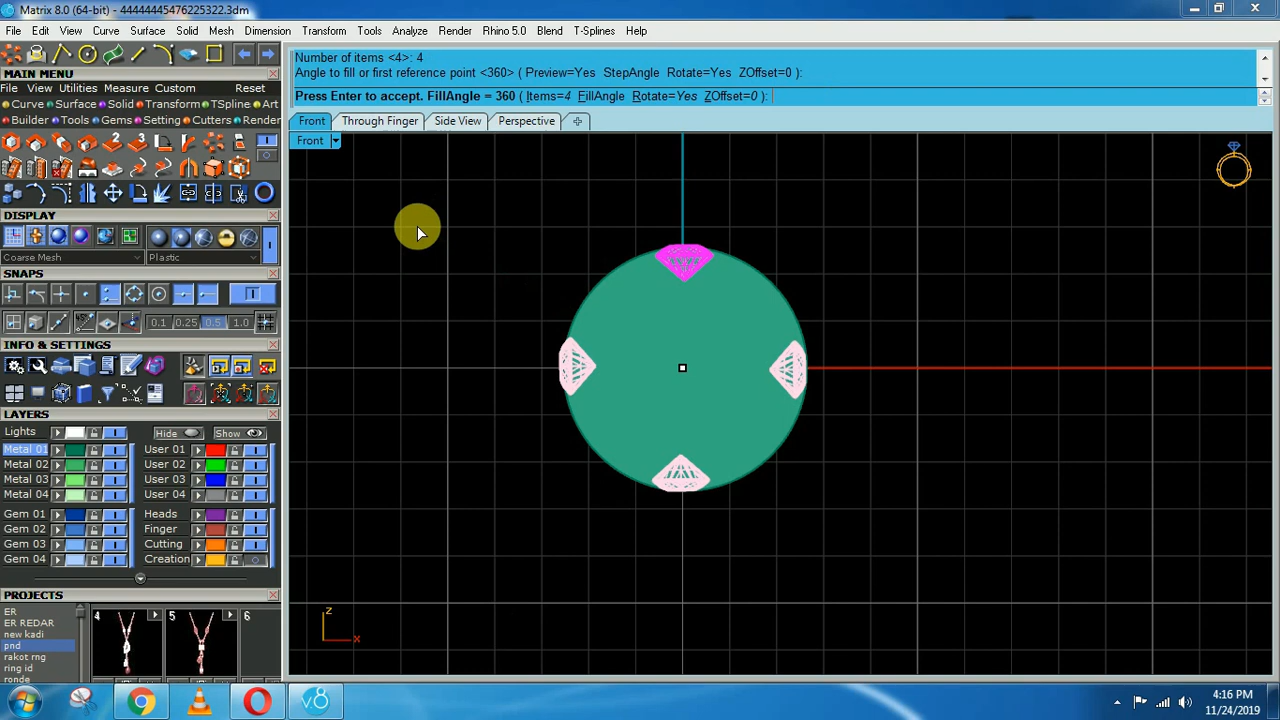 Matrix 8.0 (64-bit) - 44444445476225322.3dm
File Edit View Curve Surface Solid Mesh Dimension Transform Tools Analyze Render Rhino 5.0 Blend T-Splines Help
Number of items <4>: 4
Angle to fill or first reference point <360> ( Preview=Yes StepAngle Rotate=Yes ZOffset=0 ):
Press Enter to accept. FillAngle = 360 ( Items=4 FillAngle Rotate=Yes ZOffset=0 ):
MAIN MENU
File View Tools Art Reset
Curve Surface Solid Transform TSpline Art
Builder Tools Gems Setting Cutters Render
Front Through Finger Side View Perspective
Front
DISPLAY
Coarse Mesh Plastic
SNAPS
0.1 0.25 0.5 1.0
INFO & SETTINGS
LAYERS
Lights Hide Show
Metal 01 User 01
Metal 02 User 02
Metal 03 User 03
Metal 04 User 04
Gem 01 Heads
Gem 02 Finger
Gem 03 Cutting
Gem 04 Creation
PROJECTS
ER
ER REDAR
new kadi
pnd
rakot rng
ring id
ronde
4 5 6
z
x
4:16 PM
11/24/2019